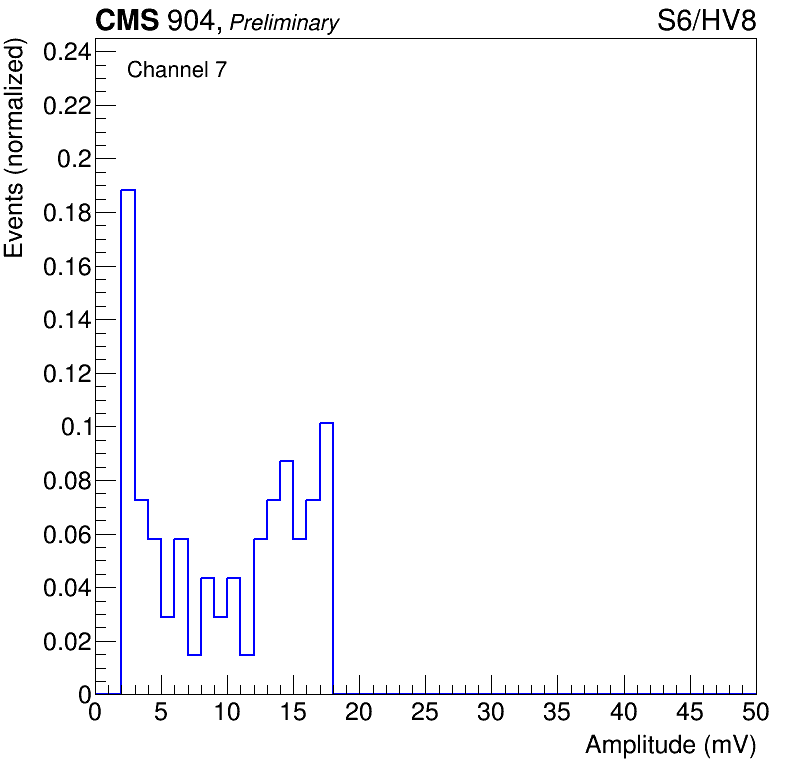 CMS 904, Preliminary S6/HV8
Events (normalized)
Channel 7
0.24
0.22
0.2
0.18
0.16
0.14
0.12
0.1
0.08
0.06
0.04
0.02
0
0 5 10 15 20 25 30 35 40 45 50
Amplitude (mV)